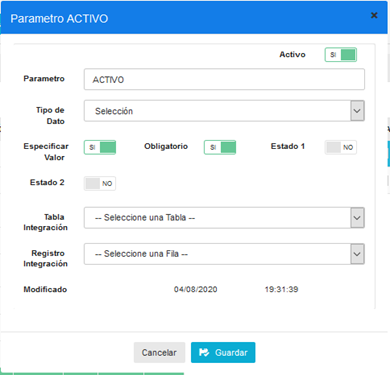 Parametro ACTIVO
Activo SI
Parametro ACTIVO
Tipo de Dato Selección
Especificar Valor SI Obligatorio SI Estado 1 NO
Estado 2 NO
Tabla Integración -- Seleccione una Tabla --
Registro Integración -- Seleccione una Fila --
Modificado 04/08/2020 19:31:39
Cancelar Guardar